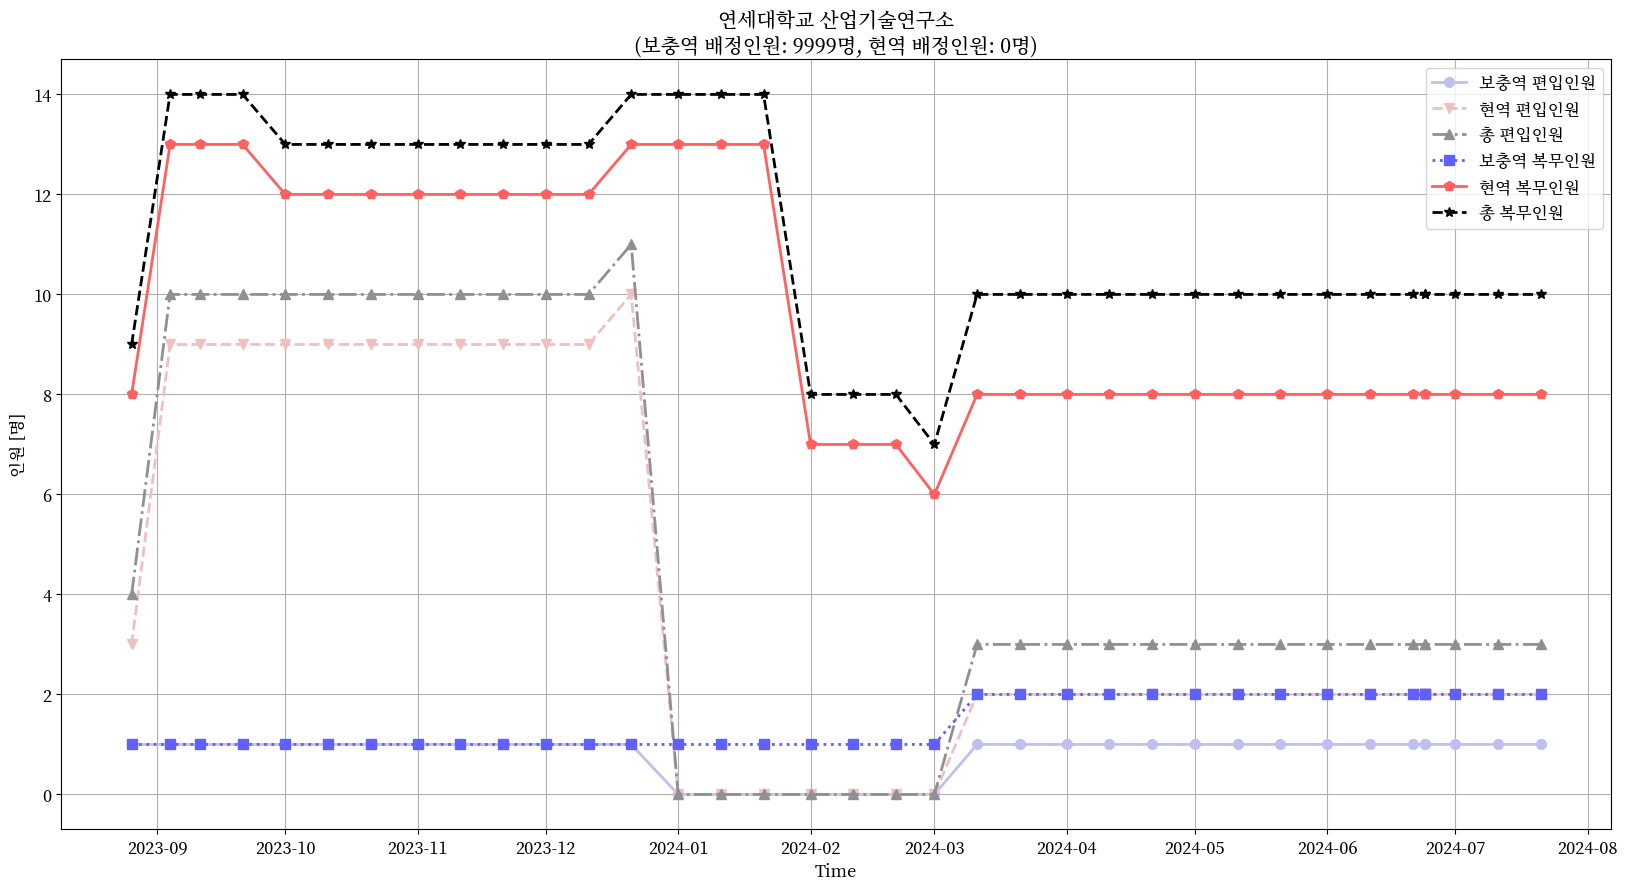 연세대학교 산업기술연구소
(보충역 배정인원: 9999명, 현역 배정인원: 0명)
보충역 편입인원
현역 편입인원
총 편입인원
보충역 복무인원
현역 복무인원
총 복무인원
인원 [명]
14
12
10
8
6
4
2
0
2023-09
2023-10
2023-11
2023-12
2024-01
2024-02
2024-03
2024-04
2024-05
2024-06
2024-07
2024-08
Time